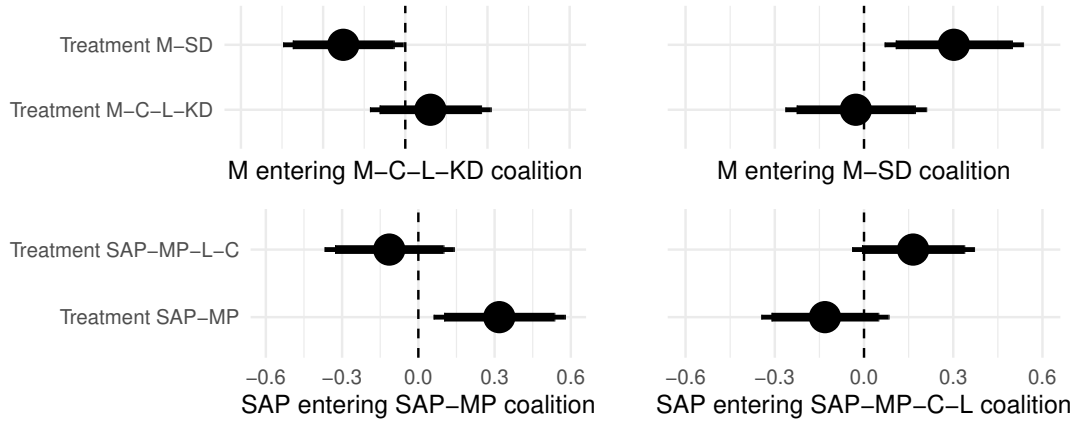 Treatment M−SD
Treatment M−C−L−KD
M entering M−C−L−KD coalition
M entering M−SD coalition
Treatment SAP−MP−L−C
Treatment SAP−MP
−0.6 −0.3 0.0 0.3 0.6
−0.6 −0.3 0.0 0.3 0.6
SAP entering SAP−MP coalition
SAP entering SAP−MP−C−L coalition